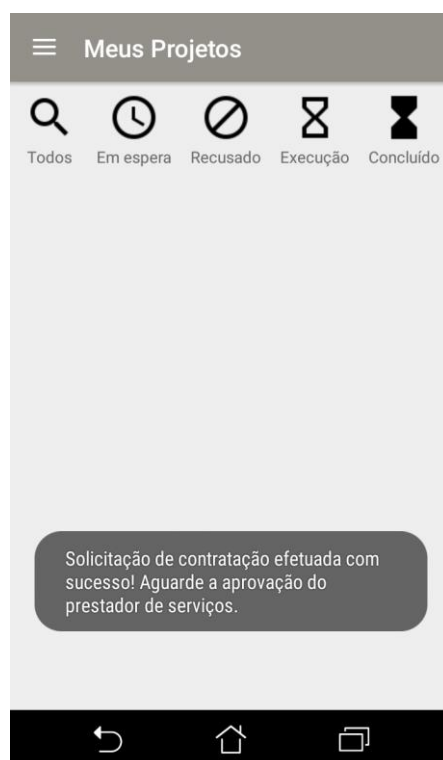 Meus Projetos
Todos Em espera Recusado Execução Concluído
Solicitação de contratação efetuada com
sucesso! Aguarde a aprovação do
prestador de serviços.